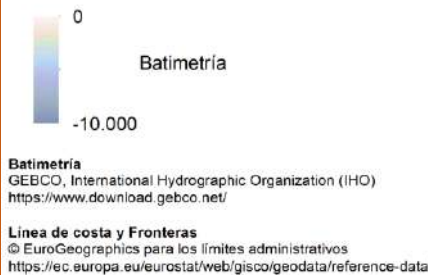 0
Batimetría
-10.000
Batimetría
GEBCO, International Hydrographic Organization (IHO)
https://www.download.gebco.net/
Línea de costa y Fronteras
© EuroGeographics para los límites administrativos
https://ec.europa.eu/eurostat/web/gisco/geodata/reference-data